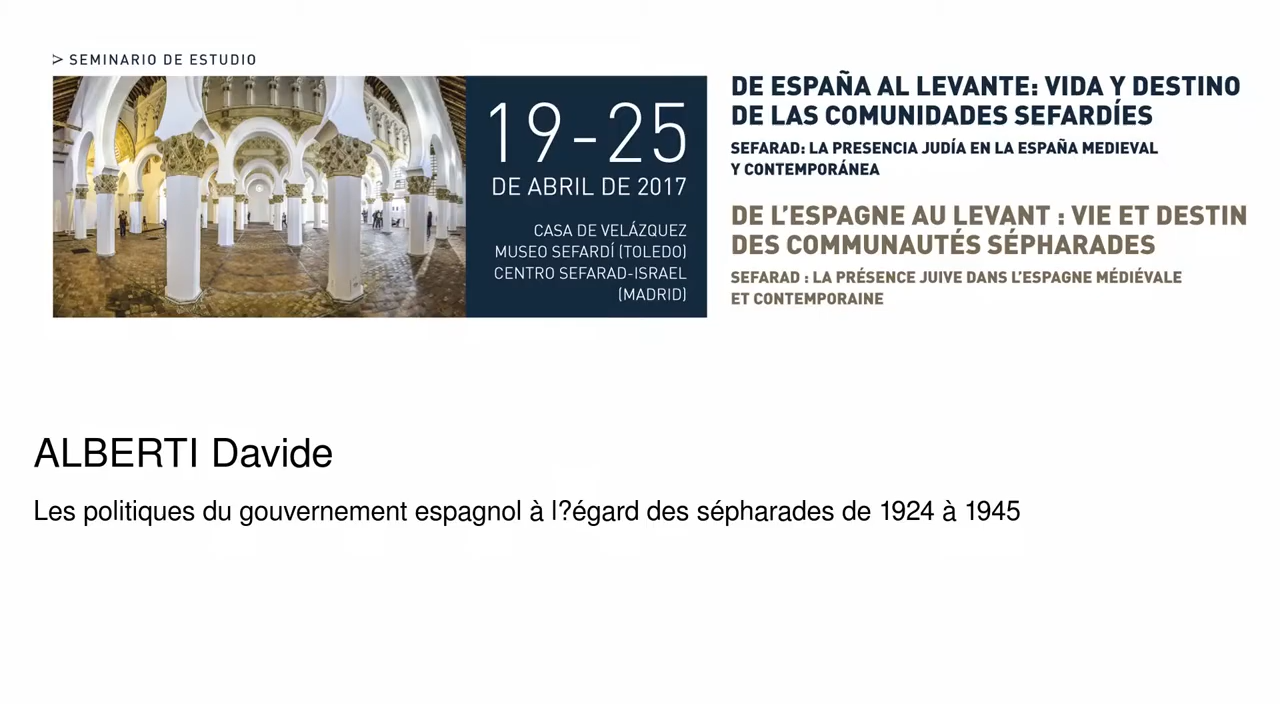 > SEMINARIO DE ESTUDIO
19-25
DE ABRIL DE 2017
CASA DE VELÁZQUEZ
MUSEO SEFARDÍ (TOLEDO)
CENTRO SEFARAD-ISRAEL
(MADRID)
DE ESPAÑA AL LEVANTE: VIDA Y DESTINO
DE LAS COMUNIDADES SEFARDÍES
SEFARAD: LA PRESENCIA JUDÍA EN LA ESPAÑA MEDIEVAL
Y CONTEMPORÁNEA
DE L’ESPAGNE AU LEVANT : VIE ET DESTIN
DES COMMUNAUTÉS SÉPHARADES
SEFARAD : LA PRÉSENCE JUIVE DANS L’ESPAGNE MÉDIÉVALE
ET CONTEMPORAINE
ALBERTI Davide
Les politiques du gouvernement espagnol à l?égard des sépharades de 1924 à 1945